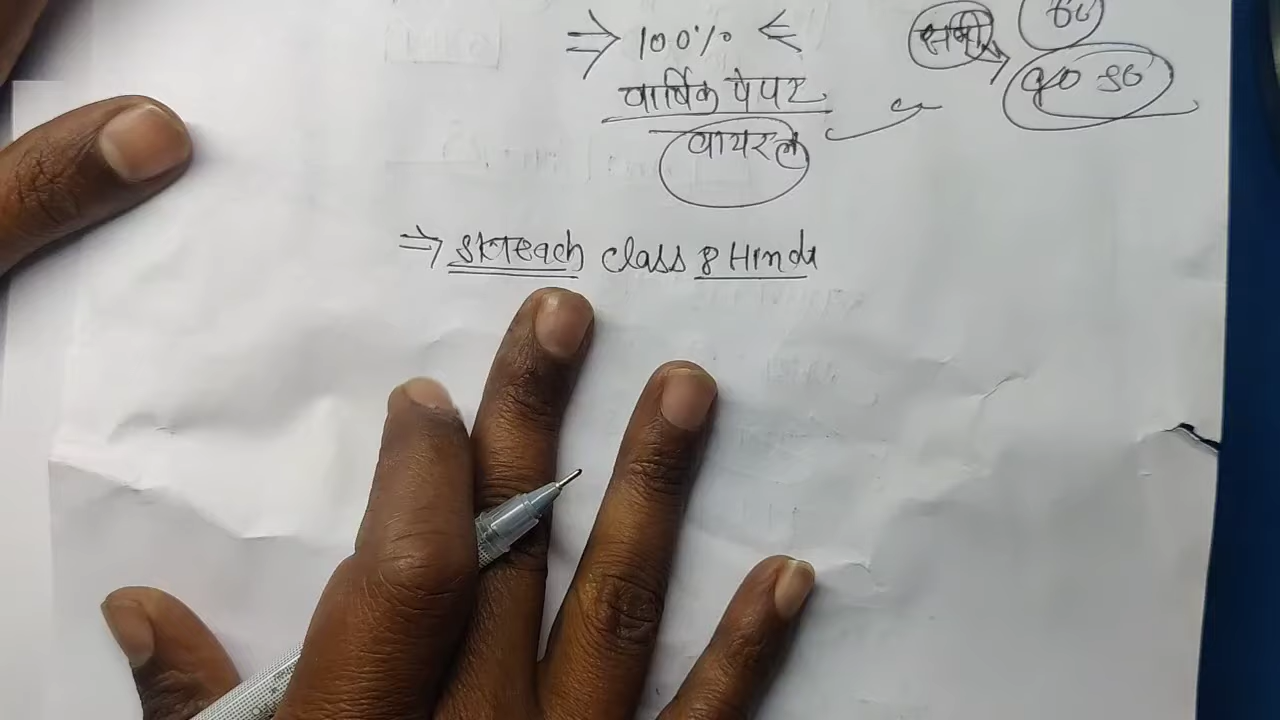 ⇒ 100% ⇐
वार्षिक पेपर
वायरल
सभी
⇒ skteach class 8 Hindi